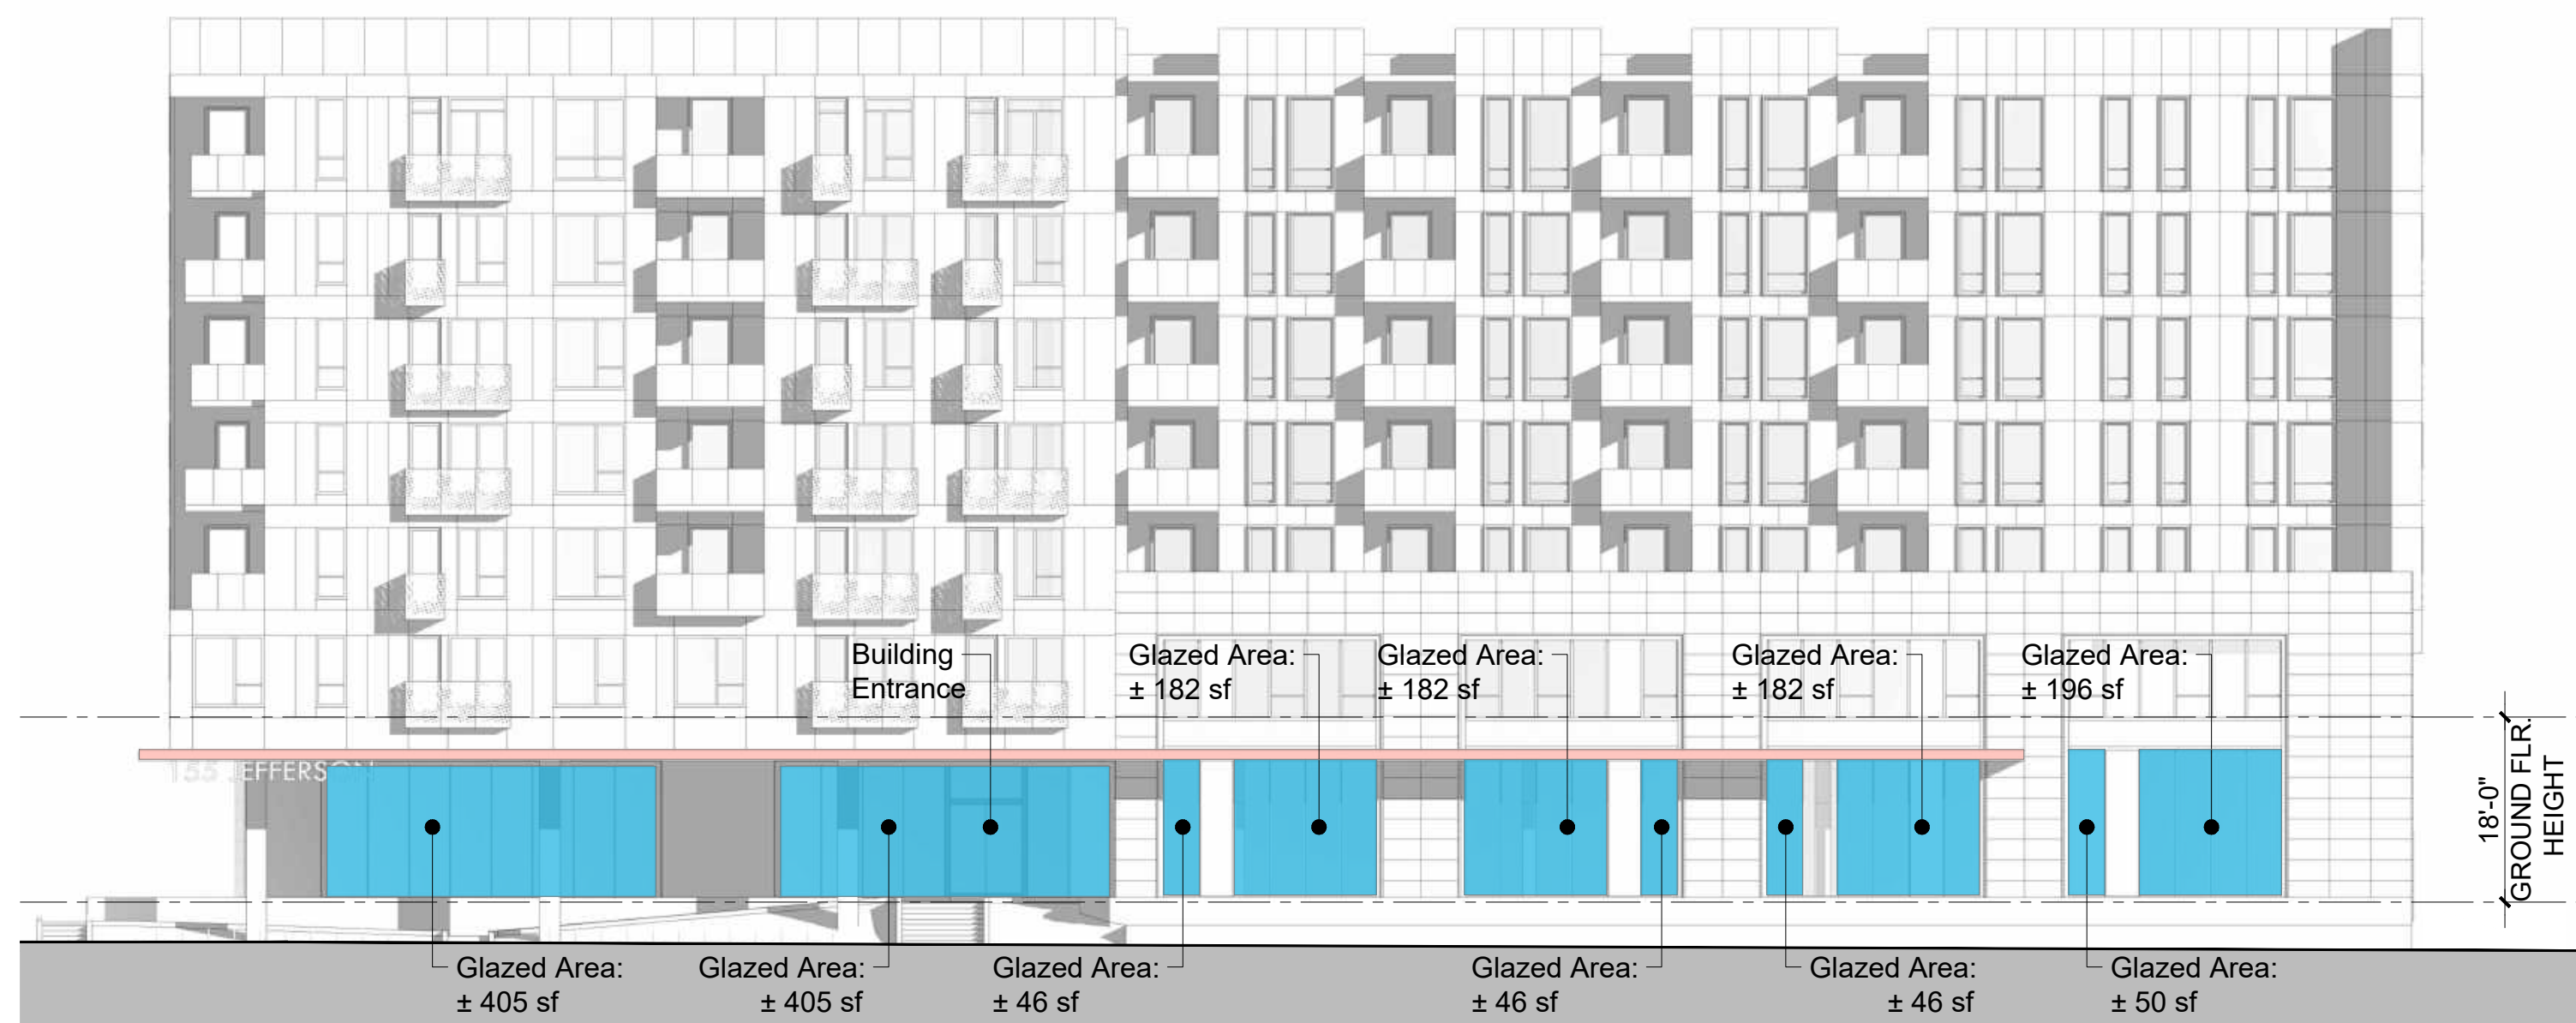 Building
Entrance
Glazed Area:
± 182 sf
Glazed Area:
± 182 sf
Glazed Area:
± 182 sf
Glazed Area:
± 196 sf
155 JEFFERSON
18'-0"
GROUND FLR.
HEIGHT
Glazed Area:
± 405 sf
Glazed Area:
± 405 sf
Glazed Area:
± 46 sf
Glazed Area:
± 46 sf
Glazed Area:
± 46 sf
Glazed Area:
± 50 sf